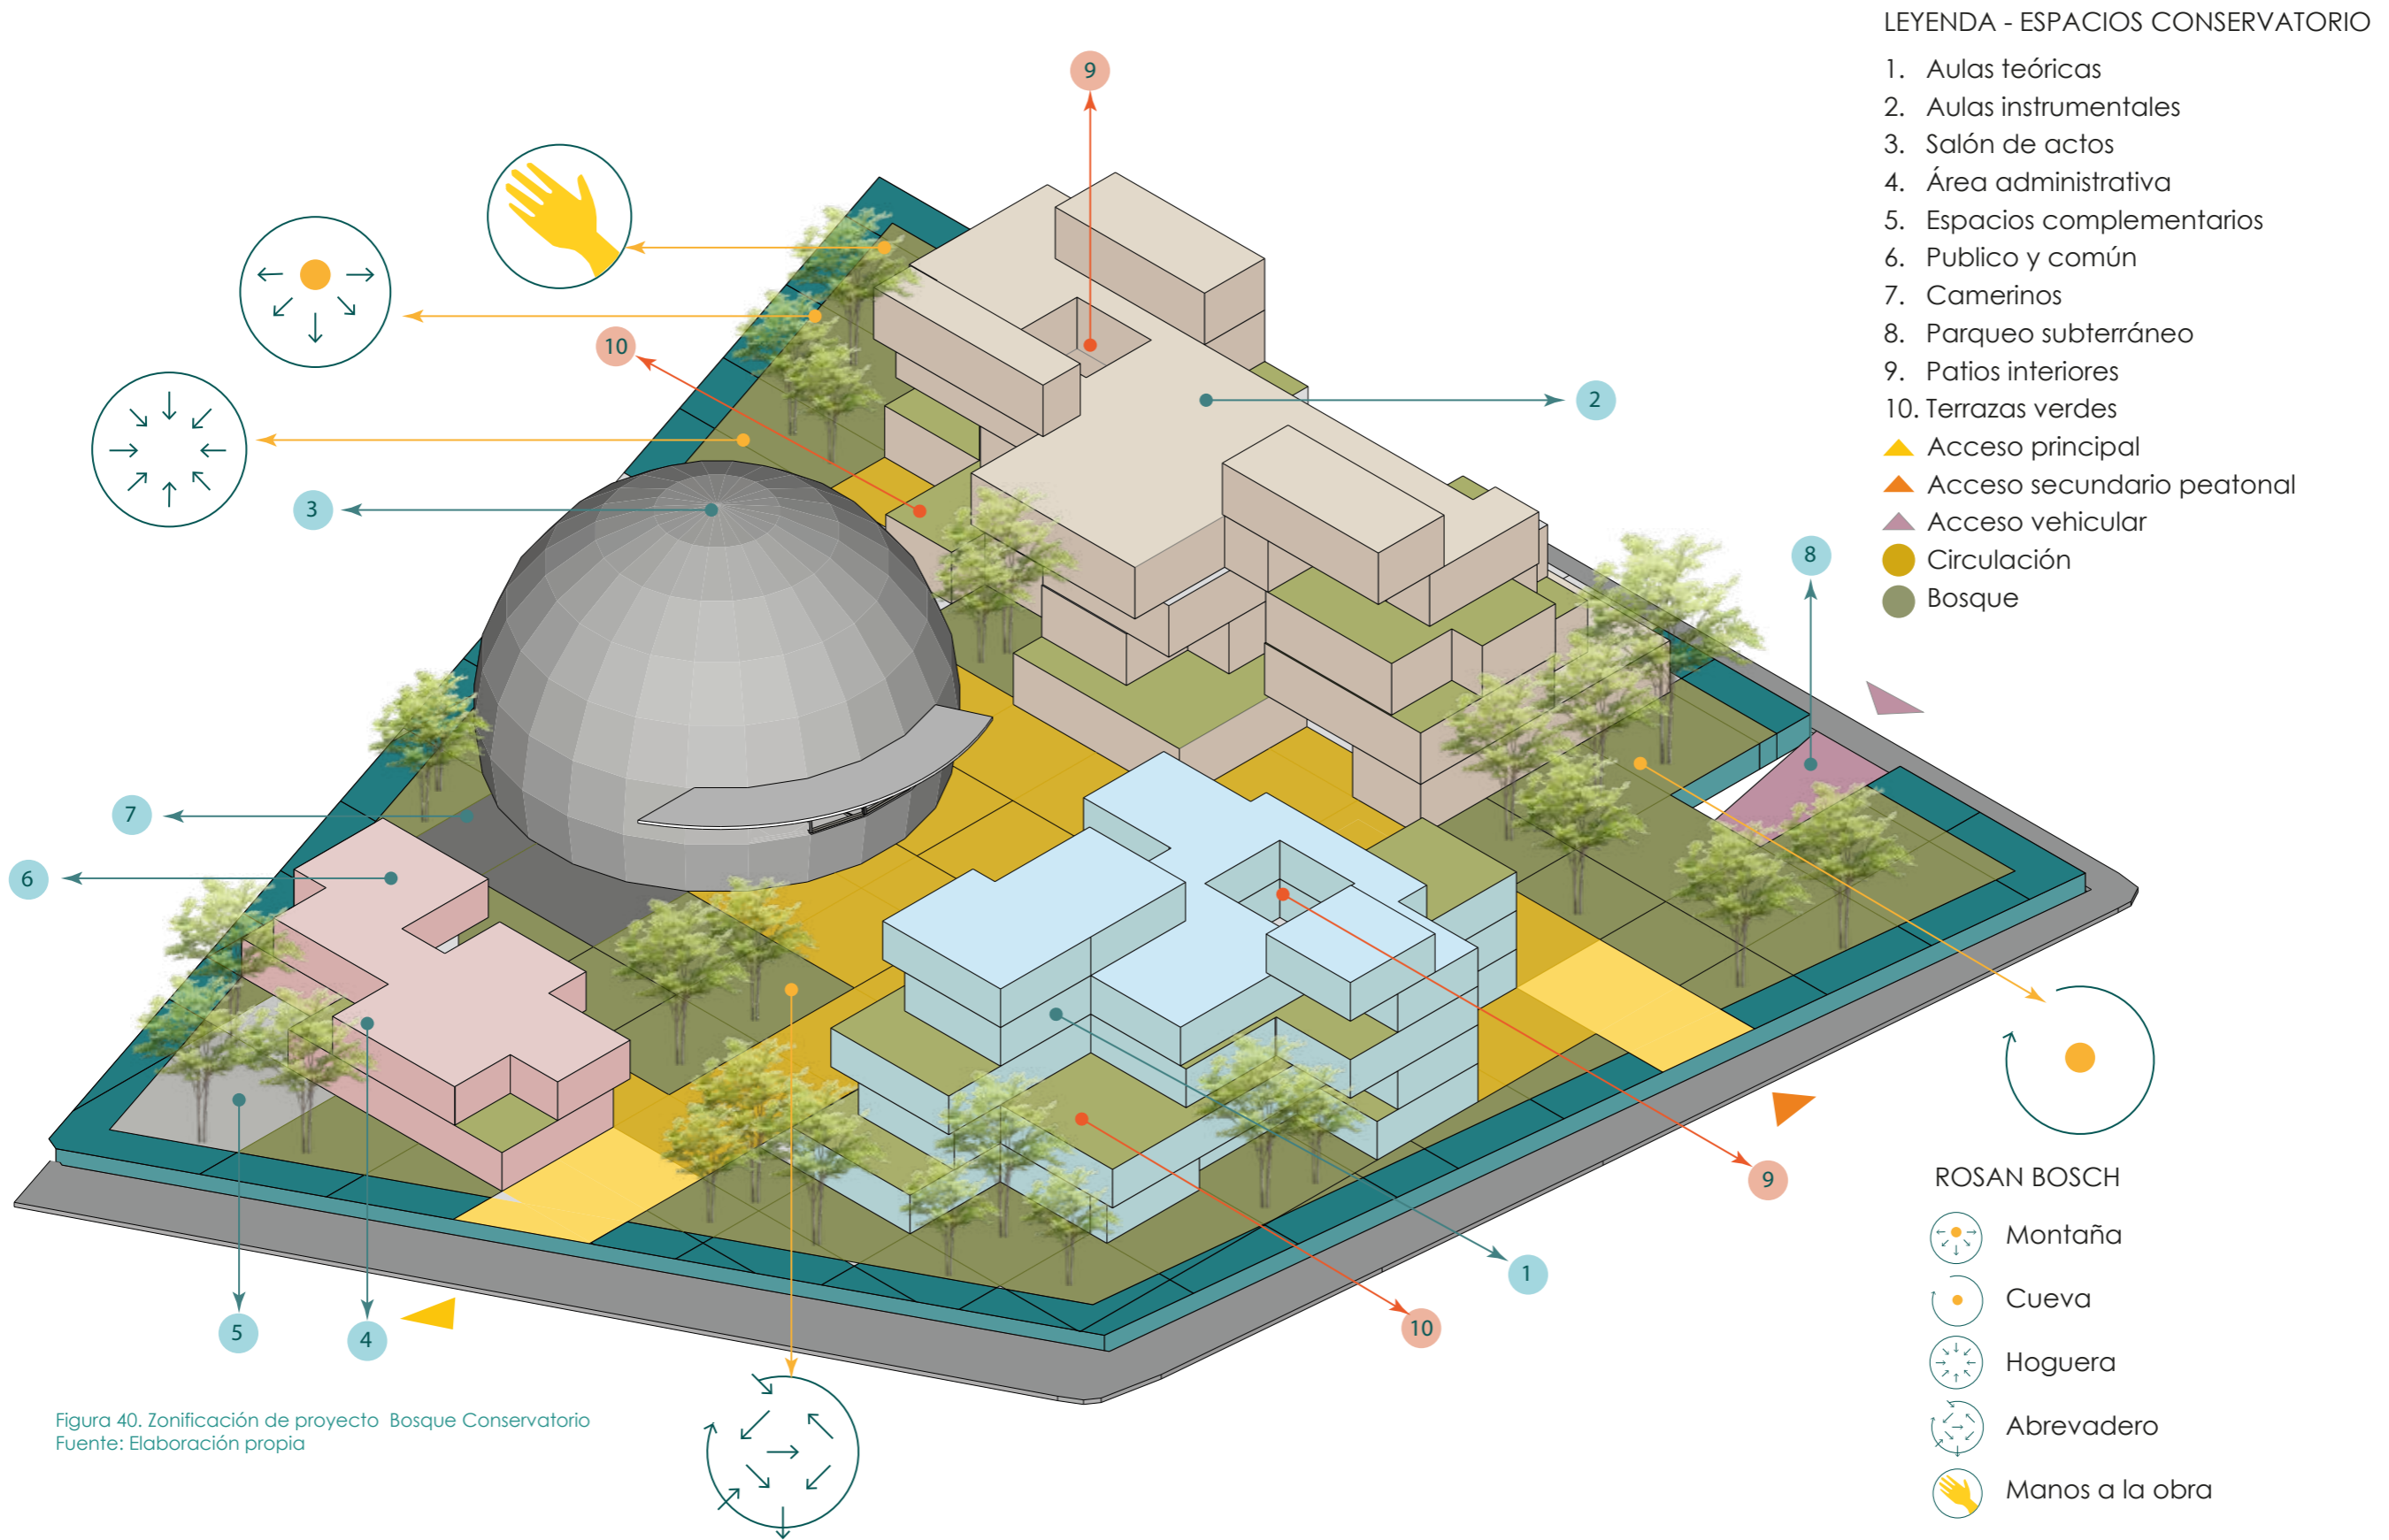 LEYENDA - ESPACIOS CONSERVATORIO
1. Aulas teóricas
2. Aulas instrumentales
3. Salón de actos
4. Área administrativa
5. Espacios complementarios
6. Publico y común
7. Camerinos
8. Parqueo subterráneo
9. Patios interiores
10. Terrazas verdes
Acceso principal
Acceso secundario peatonal
Acceso vehicular
Circulación
Bosque
9
10
2
3
8
7
6
9
1
10
5
4
ROSAN BOSCH
Montaña
Cueva
Hoguera
Abrevadero
Manos a la obra
Figura 40. Zonificación de proyecto Bosque Conservatorio
Fuente: Elaboración propia